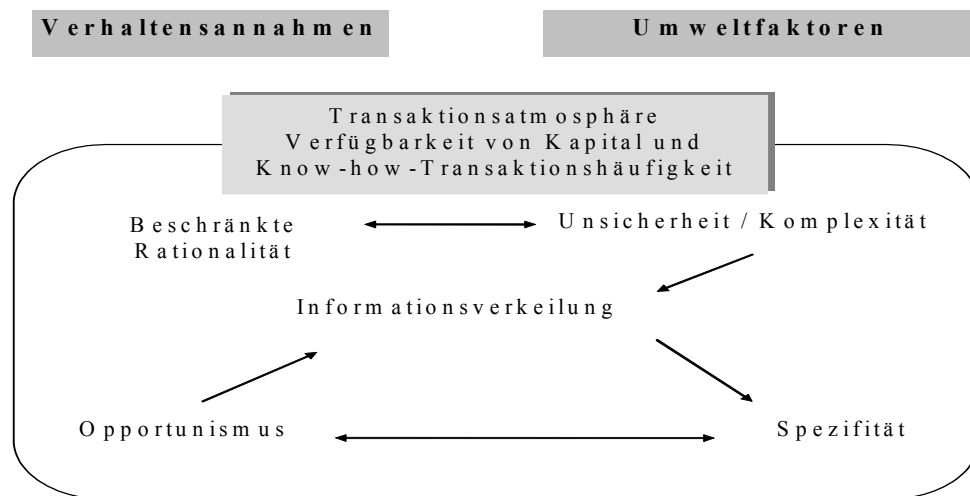 Verhaltensannahmen
Umweltfaktoren
Transaktionsatmosphäre
Verfügbarkeit von Kapital und
Know-how-Transaktionshäufigkeit
Beschränkte
Rationalität
Unsicherheit / Komplexität
Informationsverkeilung
Opportunismus
Spezifität